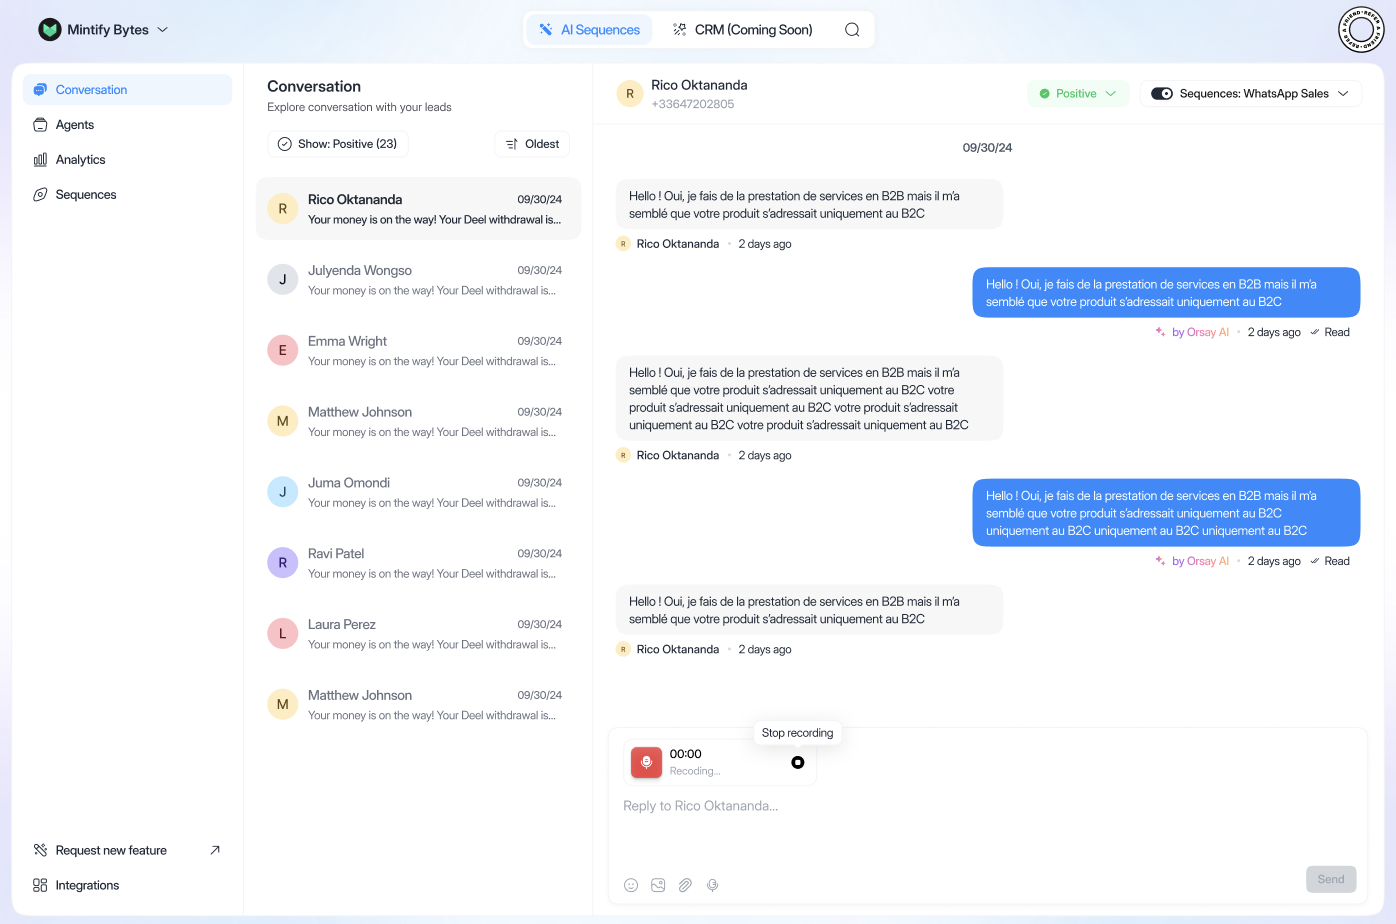 Mintify Bytes
AI Sequences
CRM (Coming Soon)
REFER A FRIEND • REFER A FRIEND •
Conversation
Agents
Analytics
Sequences
Request new feature
Integrations
Conversation
Explore conversation with your leads
Show: Positive (23)
Oldest
R
Rico Oktananda
09/30/24
Your money is on the way! Your Deel withdrawal is...
J
Julyenda Wongso
09/30/24
Your money is on the way! Your Deel withdrawal is...
E
Emma Wright
09/30/24
Your money is on the way! Your Deel withdrawal is...
M
Matthew Johnson
09/30/24
Your money is on the way! Your Deel withdrawal is...
J
Juma Omondi
09/30/24
Your money is on the way! Your Deel withdrawal is...
R
Ravi Patel
09/30/24
Your money is on the way! Your Deel withdrawal is...
L
Laura Perez
09/30/24
Your money is on the way! Your Deel withdrawal is...
M
Matthew Johnson
09/30/24
Your money is on the way! Your Deel withdrawal is...
R
Rico Oktananda
+33647202805
Positive
Sequences: WhatsApp Sales
09/30/24
Hello ! Oui, je fais de la prestation de services en B2B mais il m’a
semblé que votre produit s’adressait uniquement au B2C
R Rico Oktananda • 2 days ago
Hello ! Oui, je fais de la prestation de services en B2B mais il m’a
semblé que votre produit s’adressait uniquement au B2C
by Orsay AI • 2 days ago Read
Hello ! Oui, je fais de la prestation de services en B2B mais il m’a
semblé que votre produit s’adressait uniquement au B2C votre
produit s’adressait uniquement au B2C votre produit s’adressait
uniquement au B2C votre produit s’adressait uniquement au B2C
R Rico Oktananda • 2 days ago
Hello ! Oui, je fais de la prestation de services en B2B mais il m’a
semblé que votre produit s’adressait uniquement au B2C
uniquement au B2C uniquement au B2C uniquement au B2C
by Orsay AI • 2 days ago Read
Hello ! Oui, je fais de la prestation de services en B2B mais il m’a
semblé que votre produit s’adressait uniquement au B2C
R Rico Oktananda • 2 days ago
Stop recording
00:00
Recoding...
Reply to Rico Oktananda...
Send